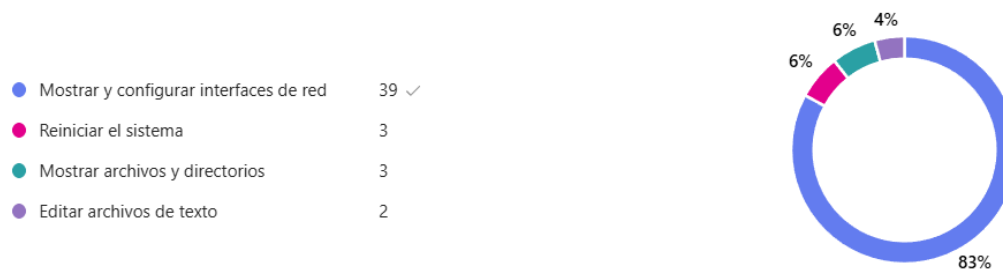 Mostrar y configurar interfaces de red 39
Reiniciar el sistema 3
Mostrar archivos y directorios 3
Editar archivos de texto 2
4%
6%
6%
83%